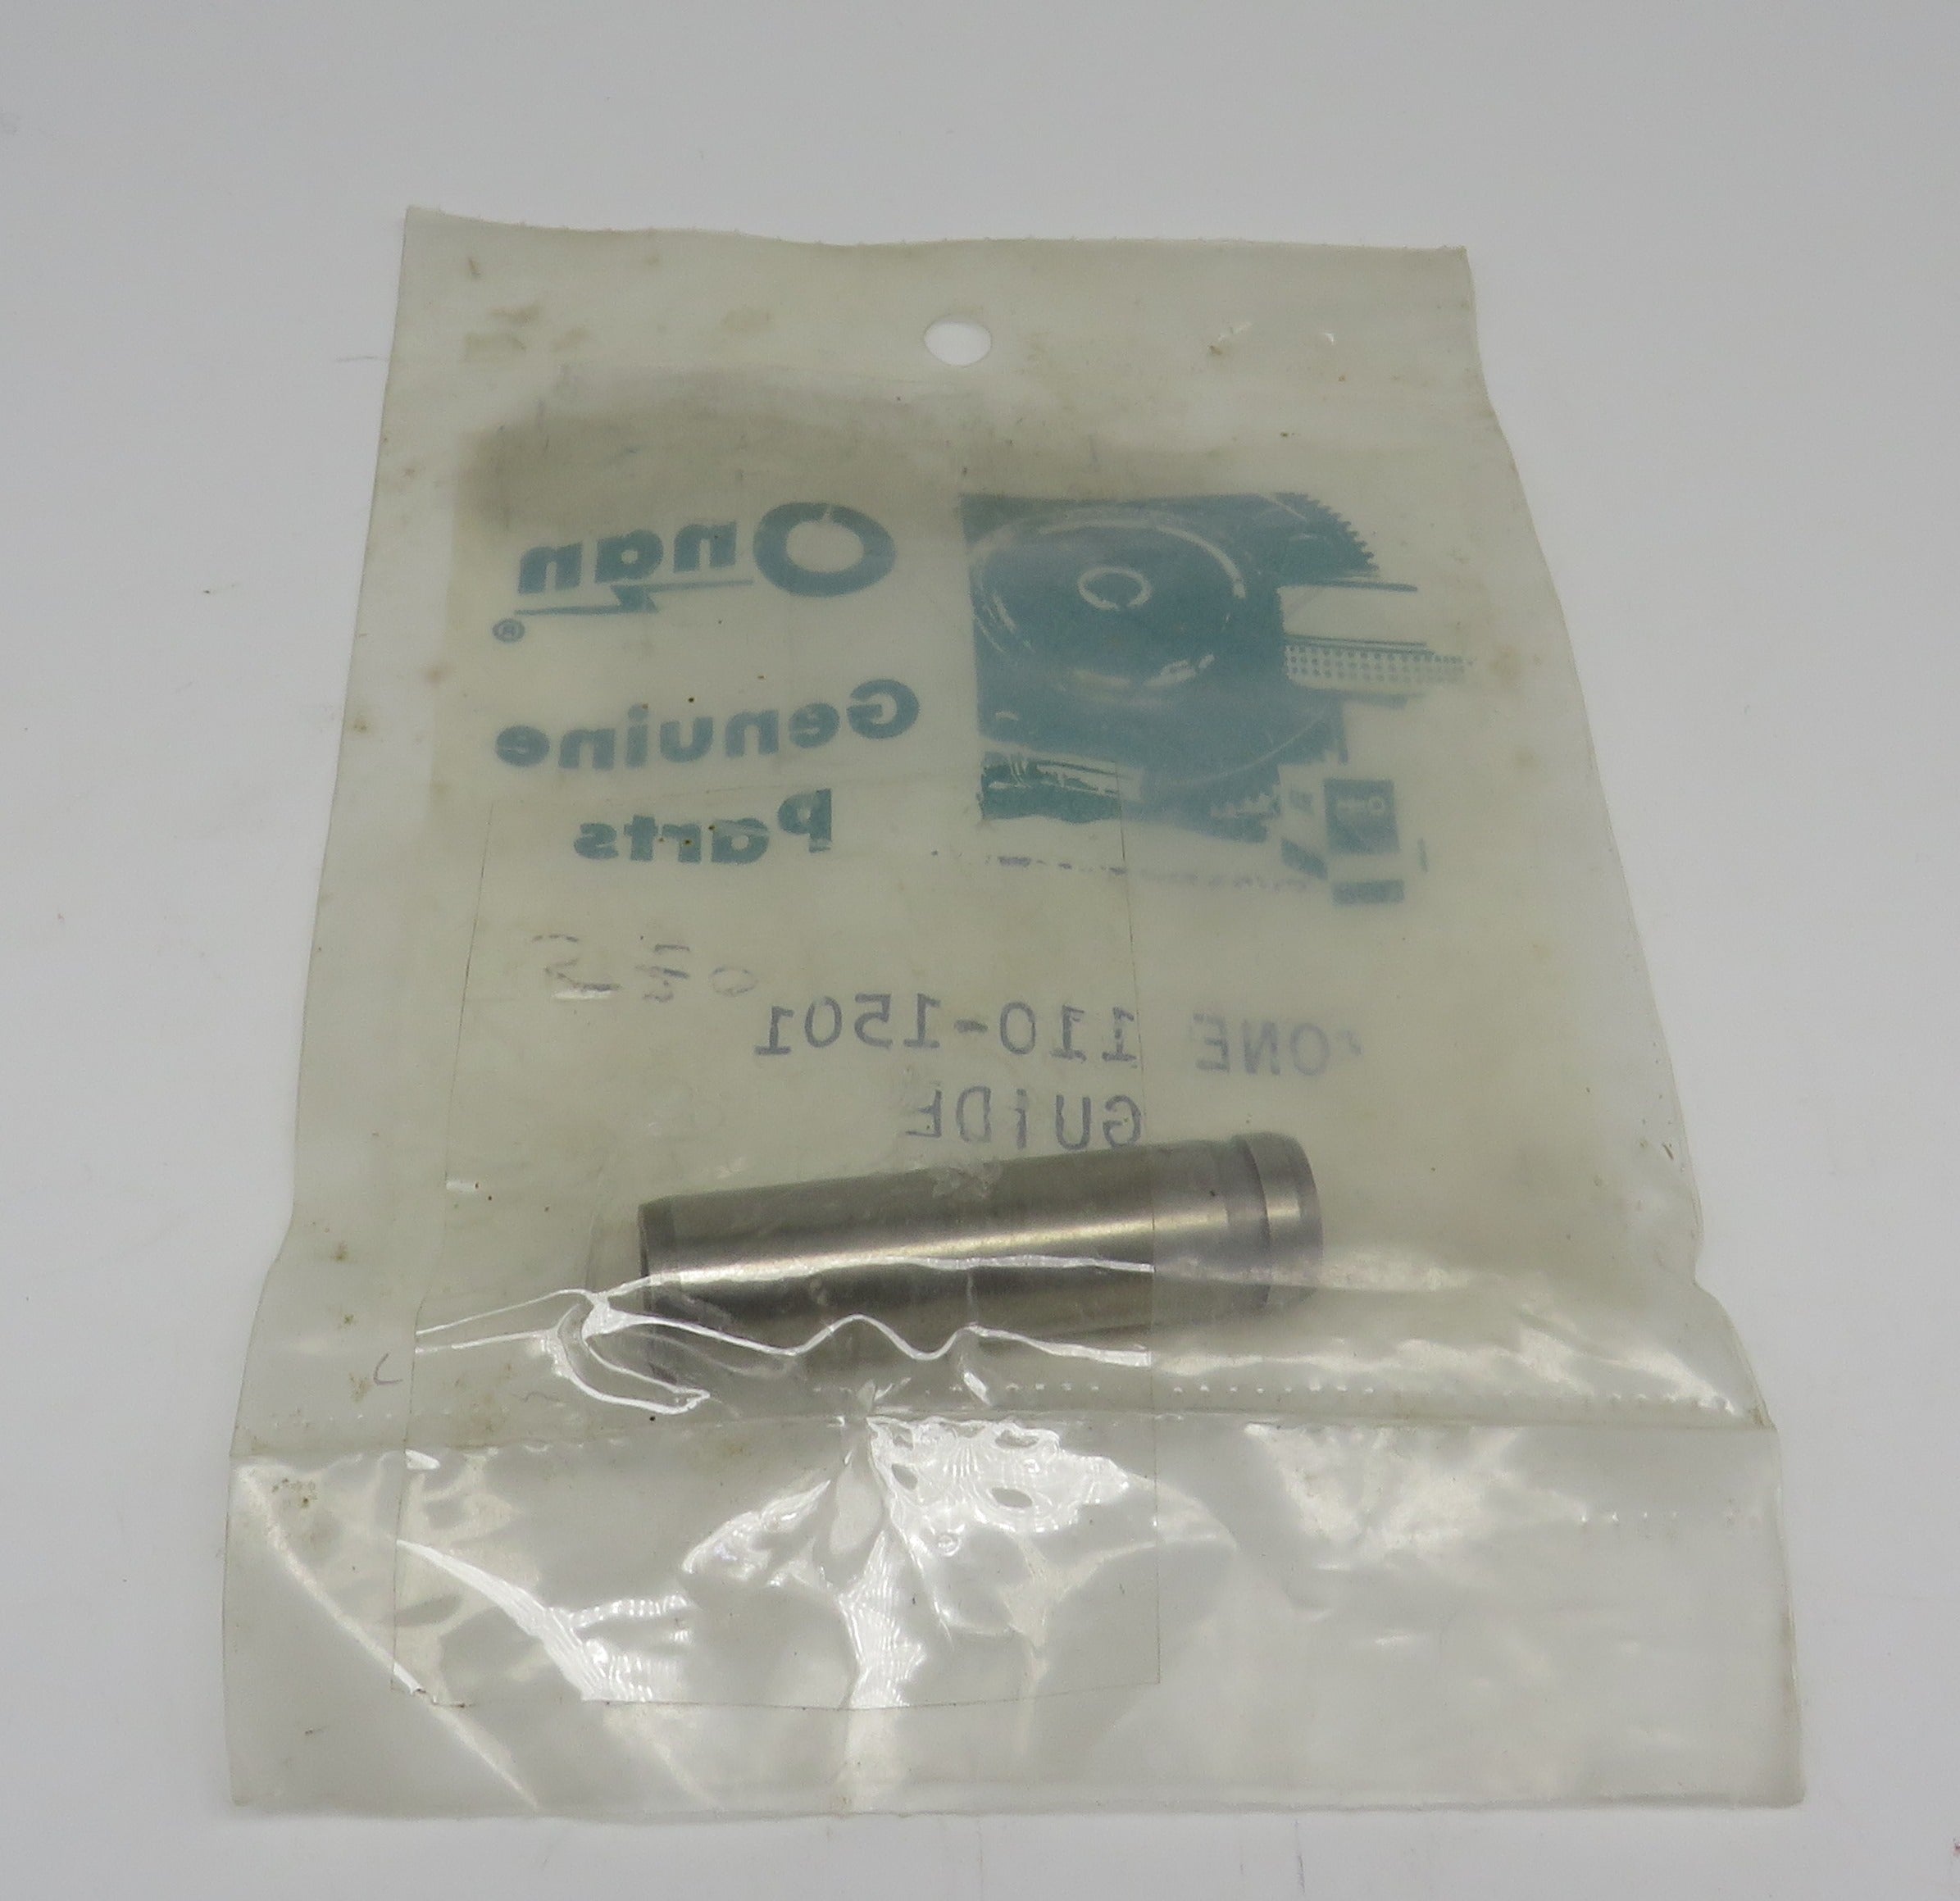 Onan
®
Genuine
Parts
ONE 110-1501
GUIDE